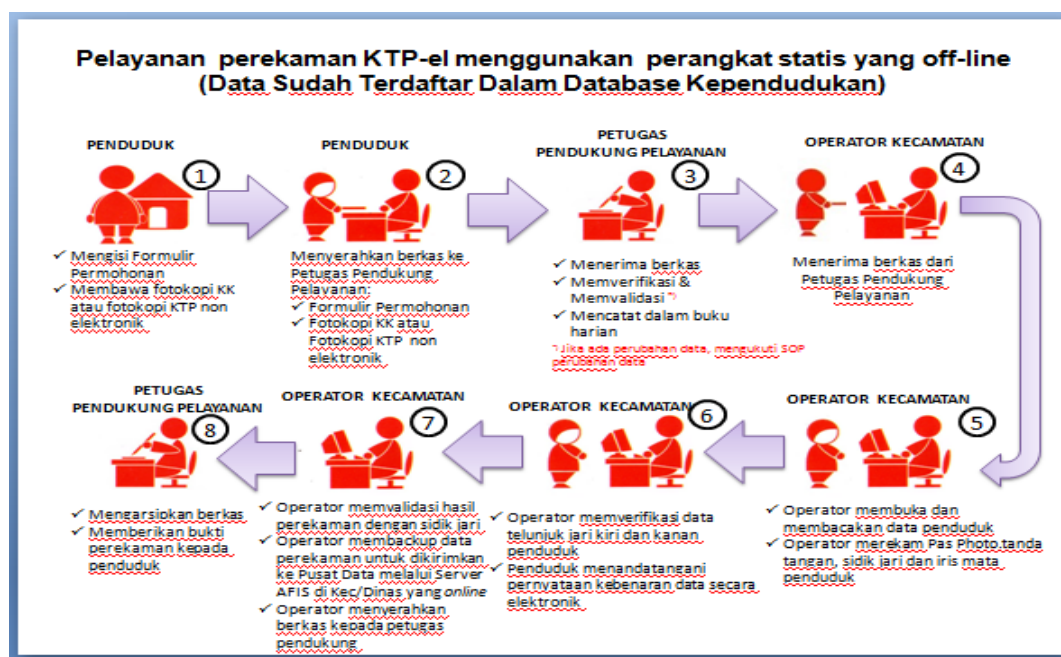 Pelayanan perekaman KTP-el menggunakan perangkat statis yang off-line
(Data Sudah Terdaftar Dalam Database Kependudukan)
PENDUDUK
1
✓ Mengisi Formulir
Permohonan
✓ Membawa fotokopi KK
atau fotokopi KTP non
elektronik
PENDUDUK
2
Menyerahkan berkas ke
Petugas Pendukung
Pelayanan:
✓ Formulir Permohonan
✓ Fotokopi KK atau
Fotokopi KTP non
elektronik
PETUGAS
PENDUKUNG PELAYANAN
3
✓ Menerima berkas
✓ Memverifikasi &
Memvalidasi *)
✓ Mencatat dalam buku
harian
*) Jika ada perubahan data, mengukuti SOP
perubahan data
OPERATOR KECAMATAN
4
Menerima berkas dari
Petugas Pendukung
Pelayanan
OPERATOR KECAMATAN
5
✓ Operator membuka dan
membacakan data penduduk
✓ Operator merekam Pas Photo,tanda
tangan, sidik jari dan iris mata
penduduk
OPERATOR KECAMATAN
6
✓ Operator memverifikasi data
telunjuk jari kiri dan kanan
penduduk
✓ Penduduk menandatangani
pernyataan kebenaran data secara
elektronik
OPERATOR KECAMATAN
7
✓ Operator memvalidasi hasil
perekaman dengan sidik jari
✓ Operator membackup data
perekaman untuk dikirimkan
ke Pusat Data melalui Server
AFIS di Kec/Dinas yang online
✓ Operator menyerahkan
berkas kepada petugas
pendukung
PETUGAS
PENDUKUNG PELAYANAN
8
✓ Mengarsipkan berkas
✓ Memberikan bukti
perekaman kepada
penduduk